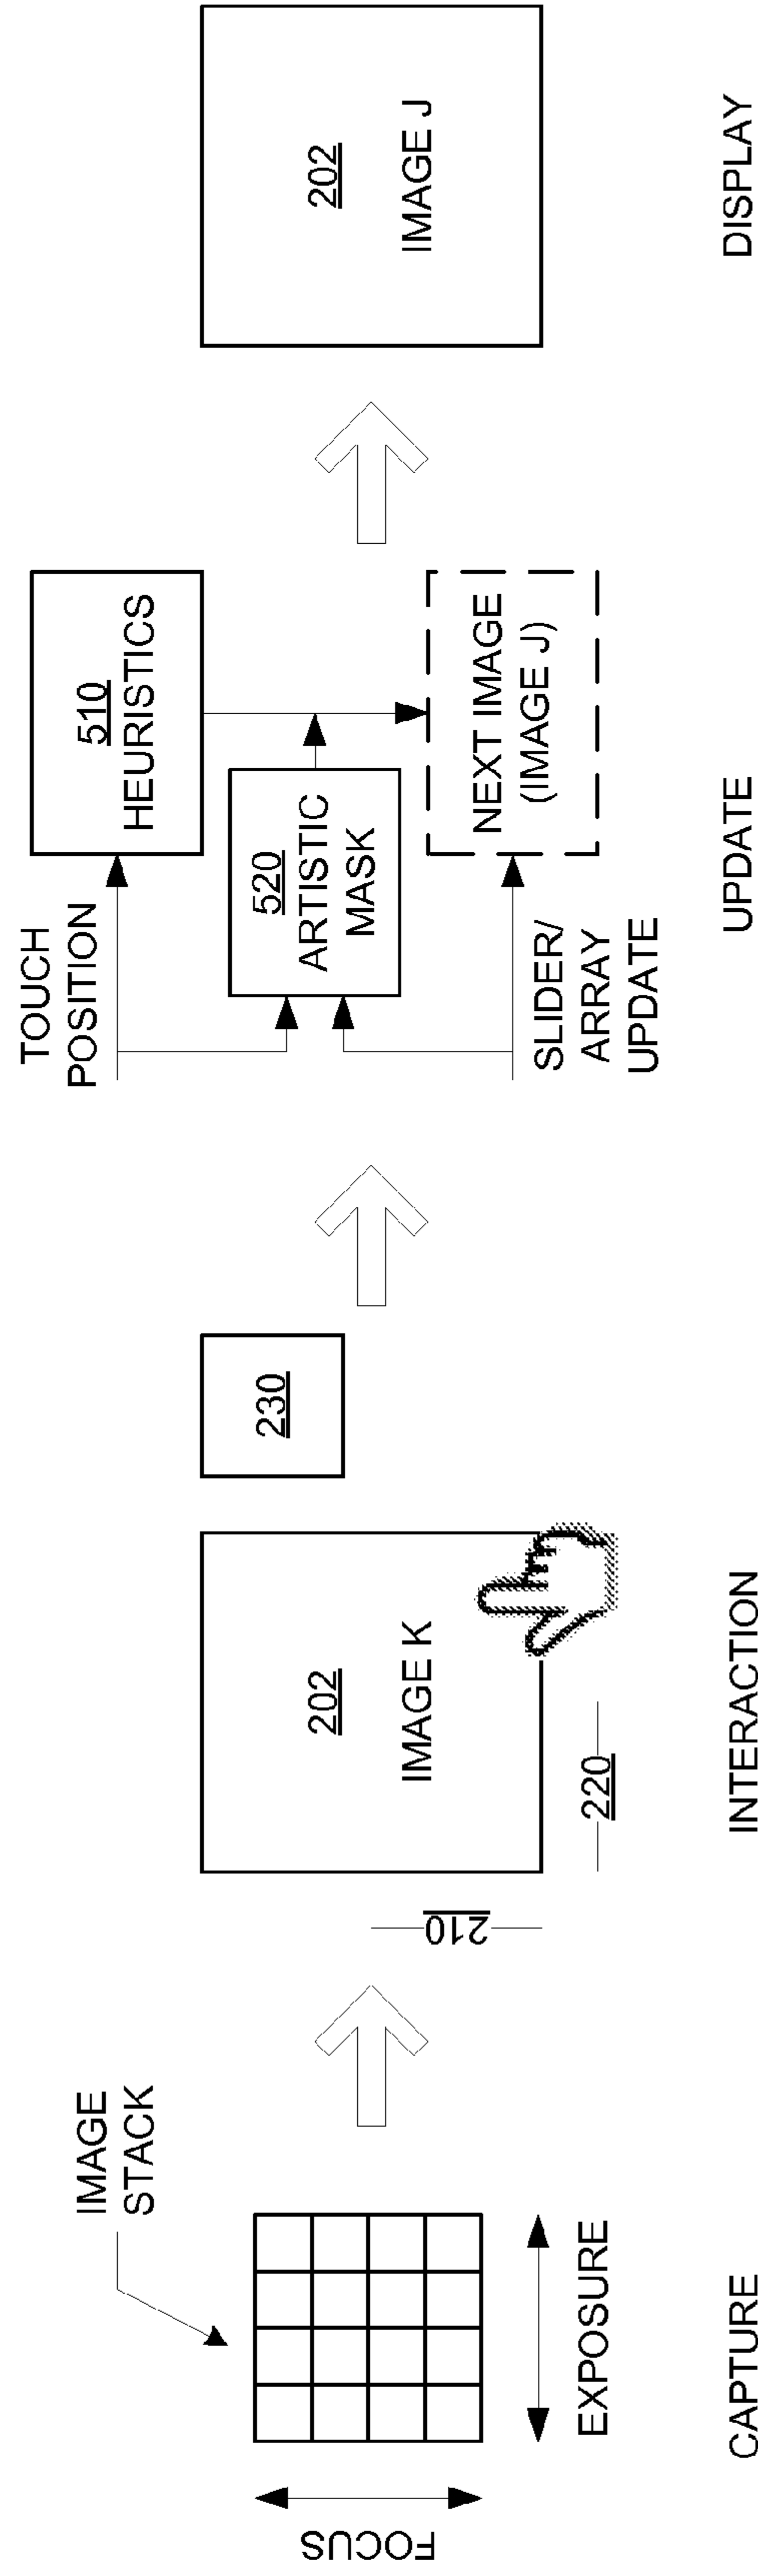 IMAGE
STACK
FOCUS
EXPOSURE
CAPTURE
202
IMAGE K
210
220
230
INTERACTION
TOUCH
POSITION
510
HEURISTICS
520
ARTISTIC
MASK
NEXT IMAGE
(IMAGE J)
SLIDER/
ARRAY
UPDATE
UPDATE
202
IMAGE J
DISPLAY